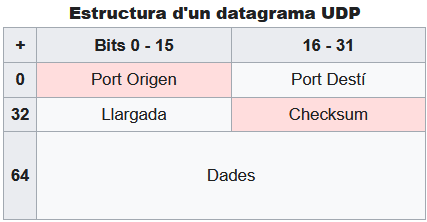 Estructura d'un datagrama UDP
+ Bits 0 - 15 16 - 31
0 Port Origen Port Destí
32 Llargada Checksum
64 Dades